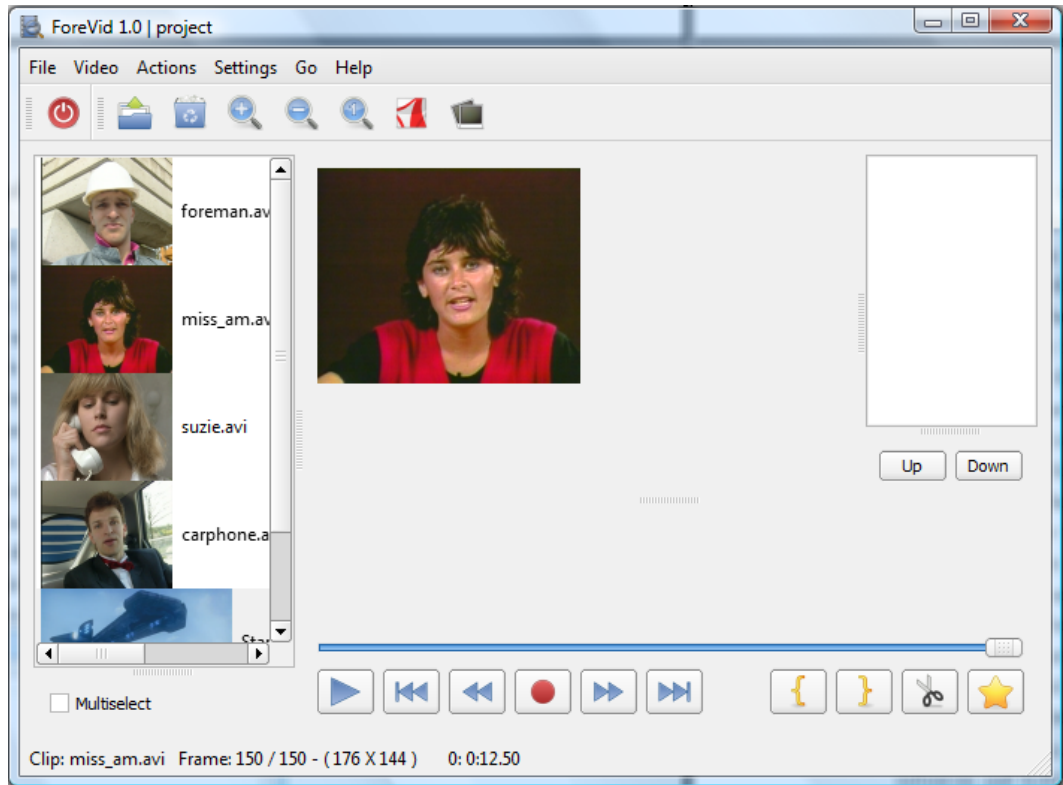 ForeVid 1.0 | project
File Video Actions Settings Go Help
foreman.av
miss_am.av
suzie.avi
carphone.a
Up Down
Multiselect
Clip: miss_am.avi Frame: 150 / 150 - ( 176 X 144 ) 0: 0:12.50